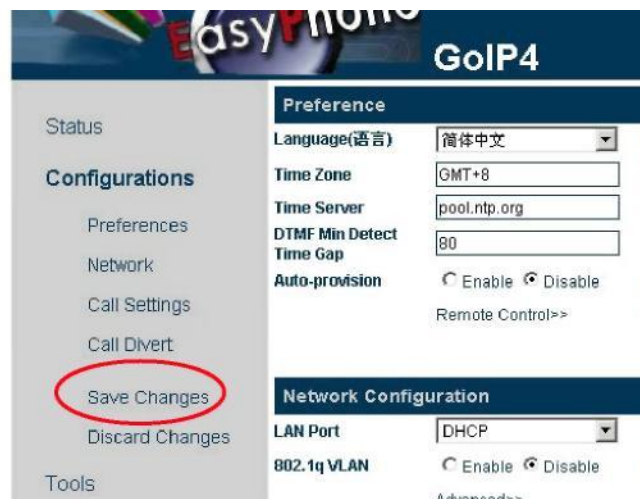 EasyPhone
GoIP4
Status
Configurations
Preferences
Network
Call Settings
Call Divert
Save Changes
Discard Changes
Tools
Preference
Language(语言) 简体中文
Time Zone GMT+8
Time Server pool.ntp.org
DTMF Min Detect
Time Gap 80
Auto-provision Enable Disable
Remote Control>>
Network Configuration
LAN Port DHCP
802.1q VLAN Enable Disable
Advanced>>